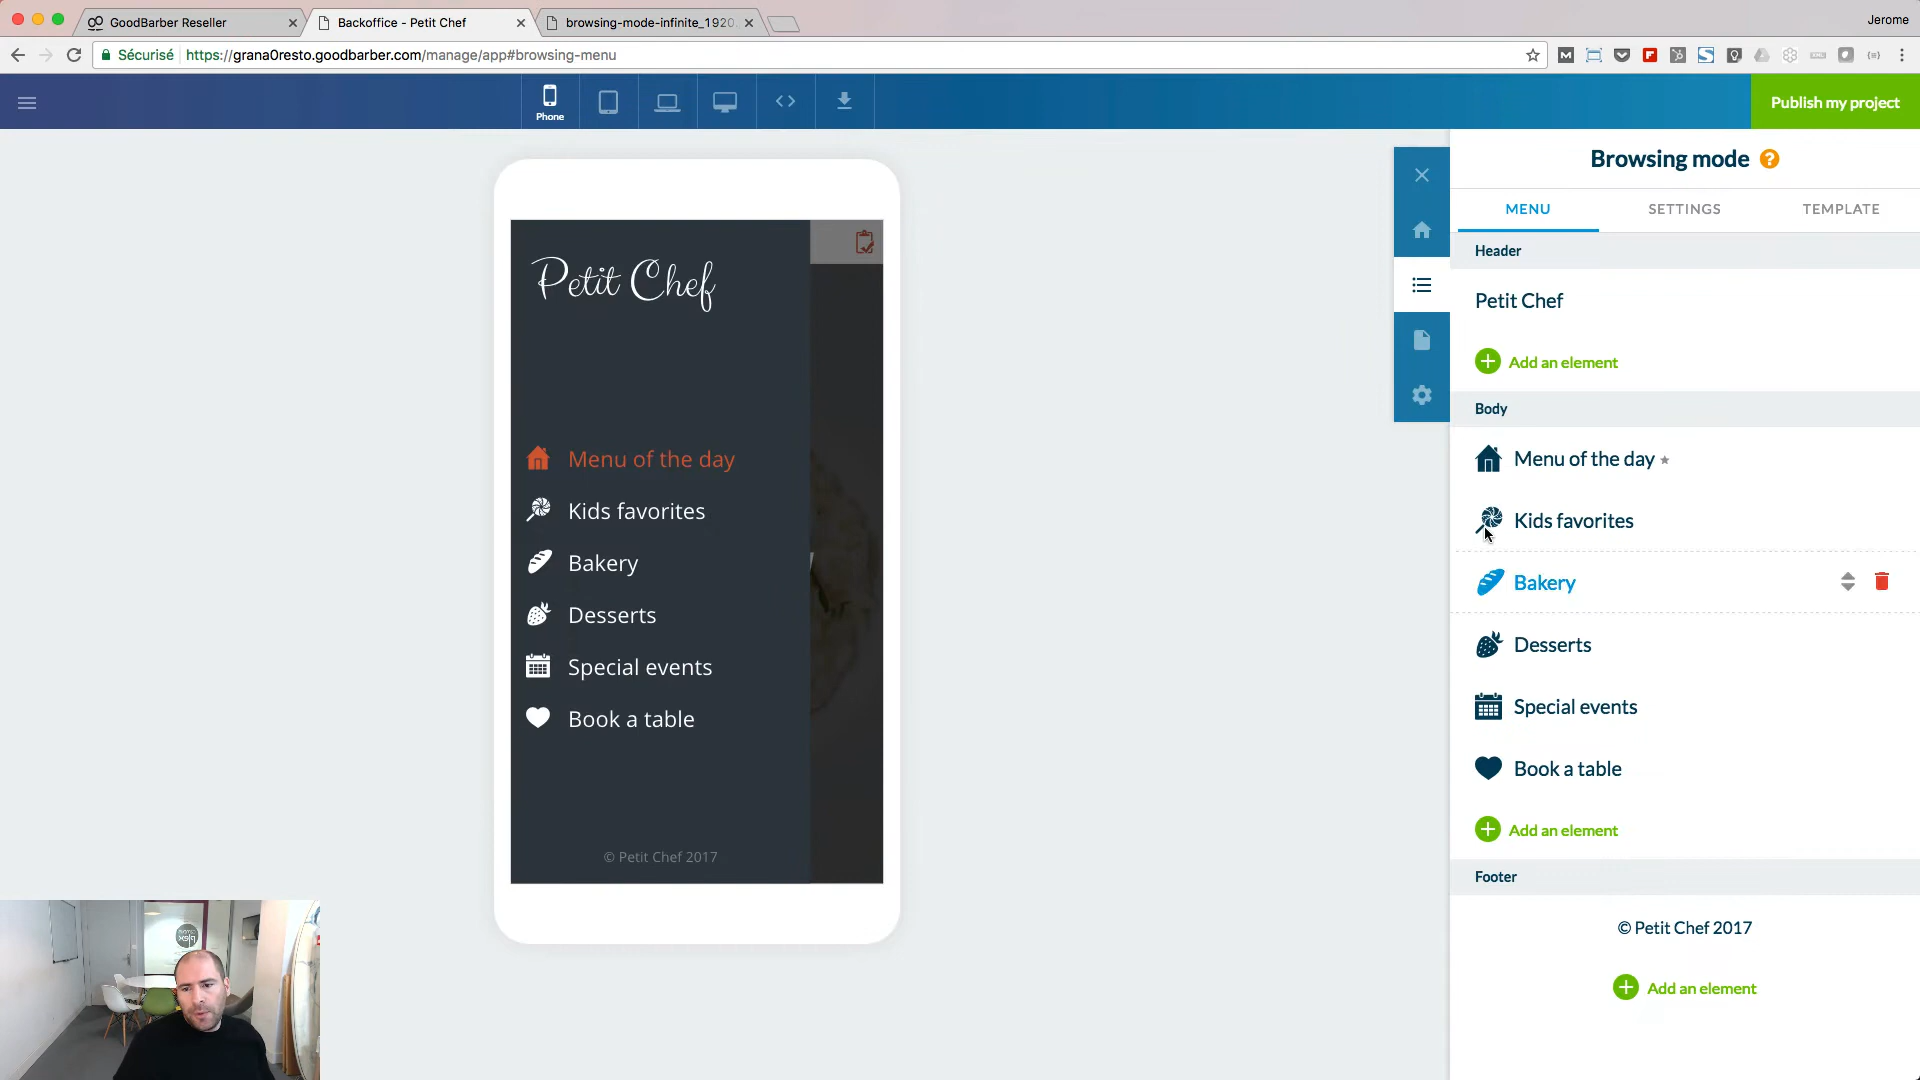 GoodBarber Reseller
Backoffice - Petit Chef
browsing-mode-infinite_1920
Jerome
Sécurisé
https://grana0resto.goodbarber.com/manage/app#browsing-menu
Phone
Publish my project
Browsing mode ?
MENU
SETTINGS
TEMPLATE
Header
Petit Chef
Add an element
Body
Menu of the day
Kids favorites
Bakery
Desserts
Special events
Book a table
Add an element
Footer
© Petit Chef 2017
Add an element
Petit Chef
Menu of the day
Kids favorites
Bakery
Desserts
Special events
Book a table
© Petit Chef 2017